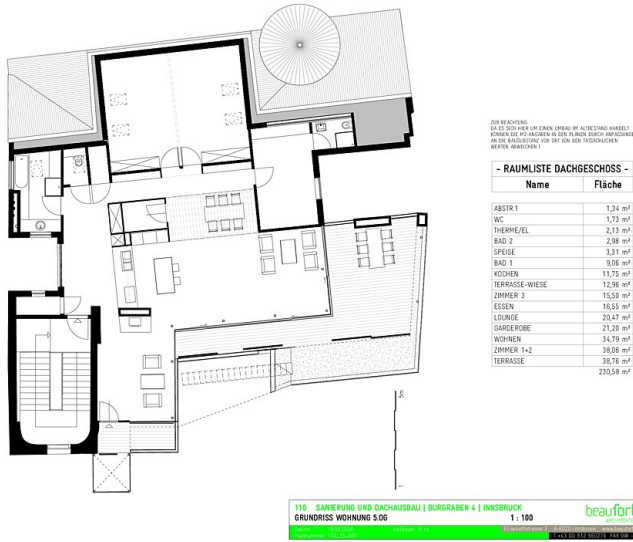 ZUR BEACHTUNG:
DA ES SICH HIER UM EINEN UMBAU IM ALTBESTAND HANDELT
KÖNNEN DIE M2-ANGABEN IN DEN PLÄNEN DURCH ANPASSUNGEN
AN DIE BAUSUBSTANZ VOR ORT VON DEN TATSÄCHLICHEN
WERTEN ABWEICHEN !
- RAUMLISTE DACHGESCHOSS -
Name Fläche
ABSTR.1 1,34 m²
WC 1,73 m²
THERME/EL. 2,13 m²
BAD 2 2,98 m²
SPEISE 3,31 m²
BAD 1 9,06 m²
KOCHEN 11,75 m²
TERRASSE-WIESE 12,96 m²
ZIMMER 3 15,50 m²
ESSEN 16,55 m²
LOUNGE 20,47 m²
GARDEROBE 21,20 m²
WOHNEN 34,79 m²
ZIMMER 1+2 38,06 m²
TERRASSE 38,76 m²
230,58 m²
5m
1
110 SANIERUNG UND DACHAUSBAU | BURGRABEN 4 | INNSBRUCK
GRUNDRISS WOHNUNG 5.OG 1 : 100
beaufort
ARCHITEKTEN